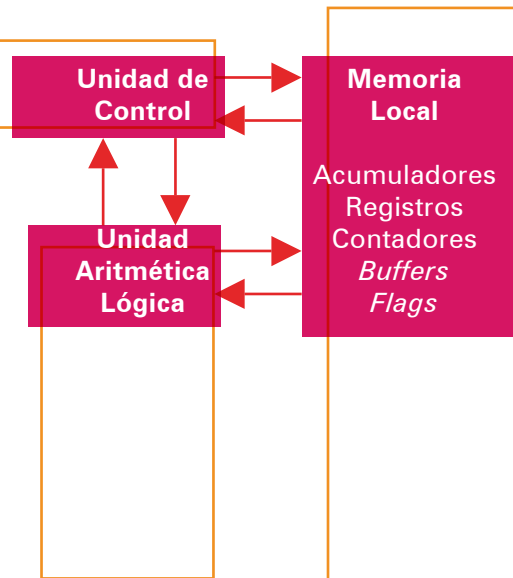 Unidad de
Control
Memoria
Local
Acumuladores
Registros
Contadores
Buffers
Flags
Unidad
Aritmética
Lógica